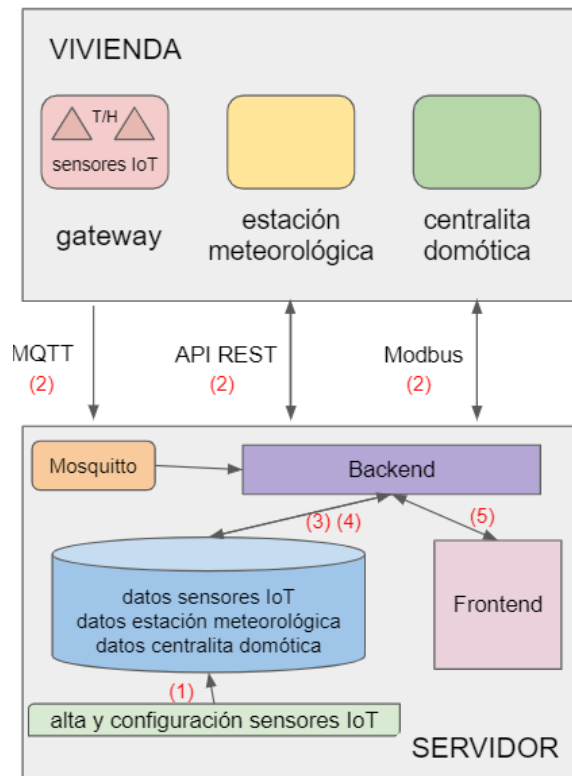 VIVIENDA
T/H
sensores IoT
gateway
estación
meteorológica
centralita
domótica
MQTT
(2)
API REST
(2)
Modbus
(2)
Mosquitto
Backend
(3) (4)
(5)
datos sensores IoT
datos estación meteorológica
datos centralita domótica
Frontend
(1)
alta y configuración sensores IoT
SERVIDOR